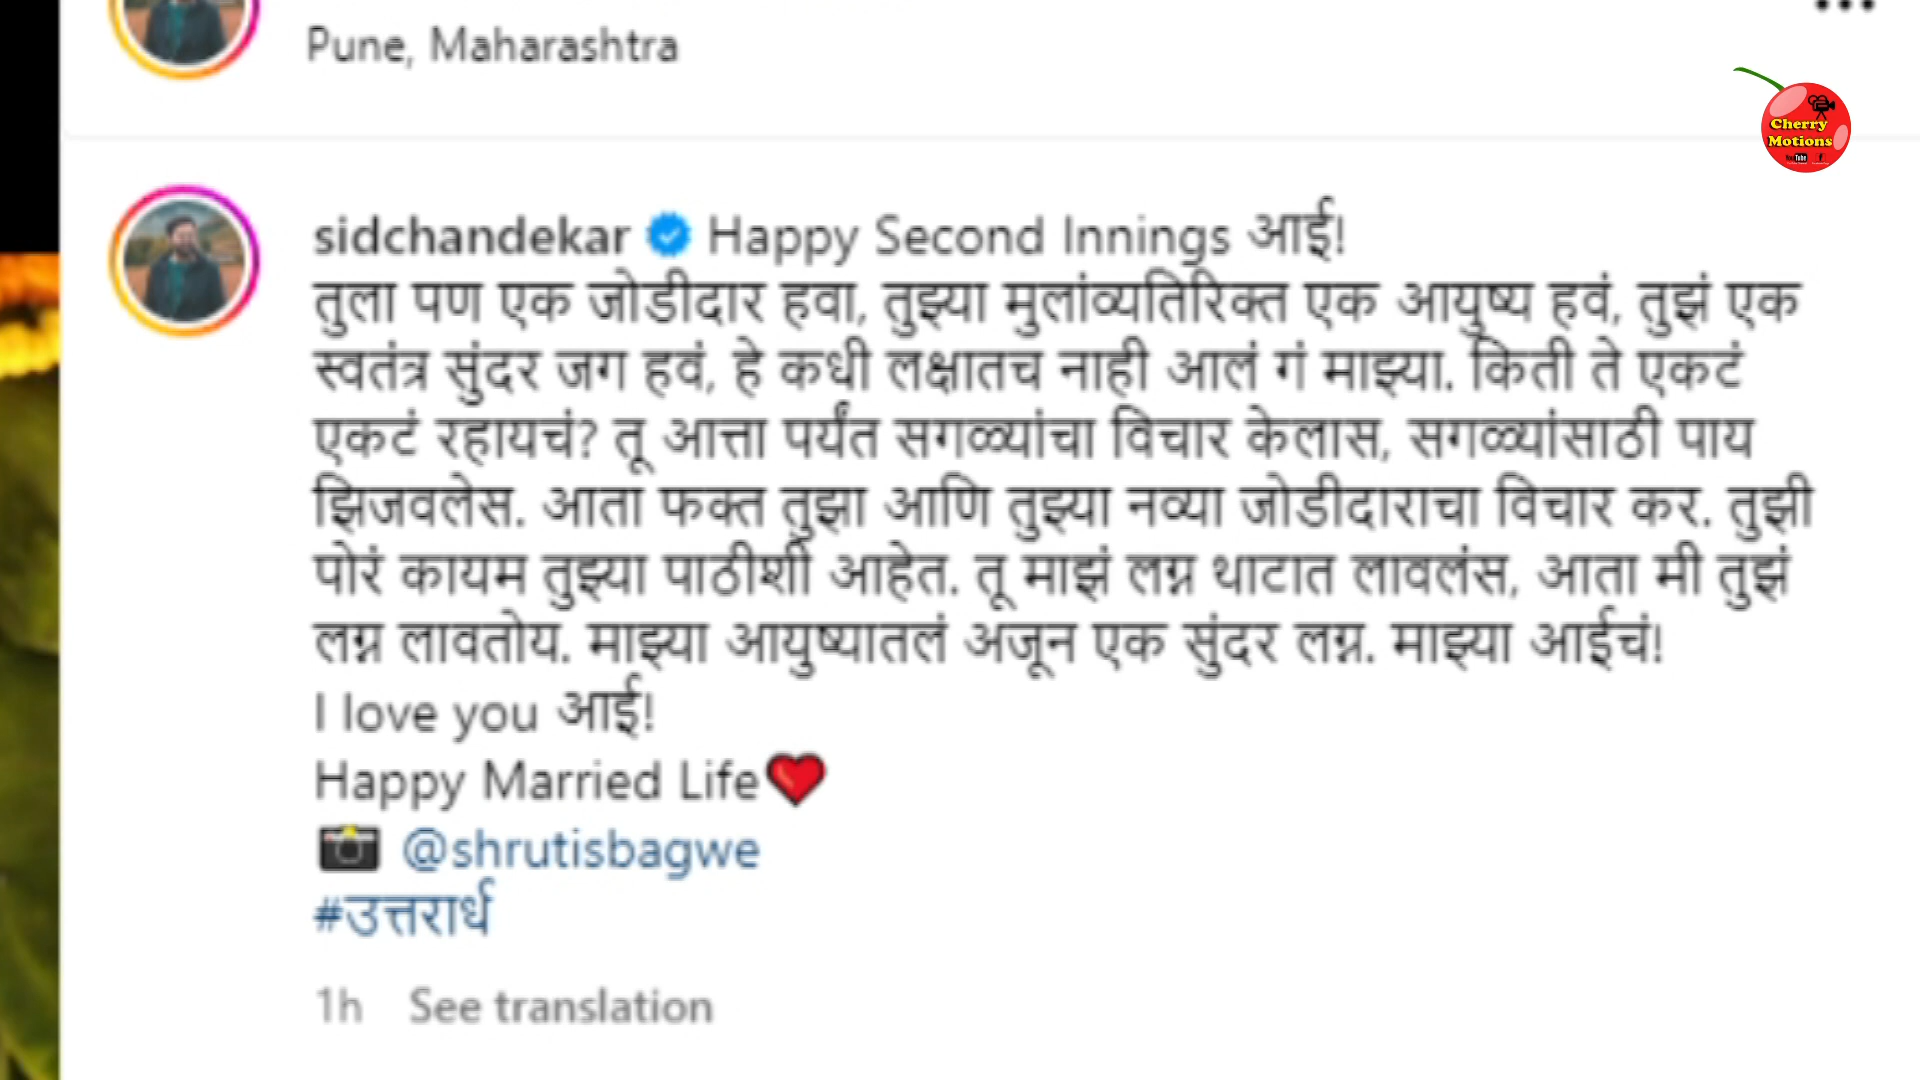 Pune, Maharashtra
Cherry
Motions
sidchandekar Happy Second Innings आई!
तुला पण एक जोडीदार हवा, तुझ्या मुलांव्यतिरिक्त एक आयुष्य हवं, तुझं एक
स्वतंत्र सुंदर जग हवं, हे कधी लक्षातच नाही आलं गं माझ्या. किती ते एकटं
एकटं रहायचं? तू आत्ता पर्यंत सगळ्यांचा विचार केलास, सगळ्यांसाठी पाय
झिजवलेस. आता फक्त तुझा आणि तुझ्या नव्या जोडीदाराचा विचार कर. तुझी
पोरं कायम तुझ्या पाठीशी आहेत. तू माझं लग्न थाटात लावलंस, आता मी तुझं
लग्न लावतोय. माझ्या आयुष्यातलं अजून एक सुंदर लग्न. माझ्या आईचं!
I love you आई!
Happy Married Life❤️
📷 @shrutisbagwe
#उत्तरार्ध
1h See translation